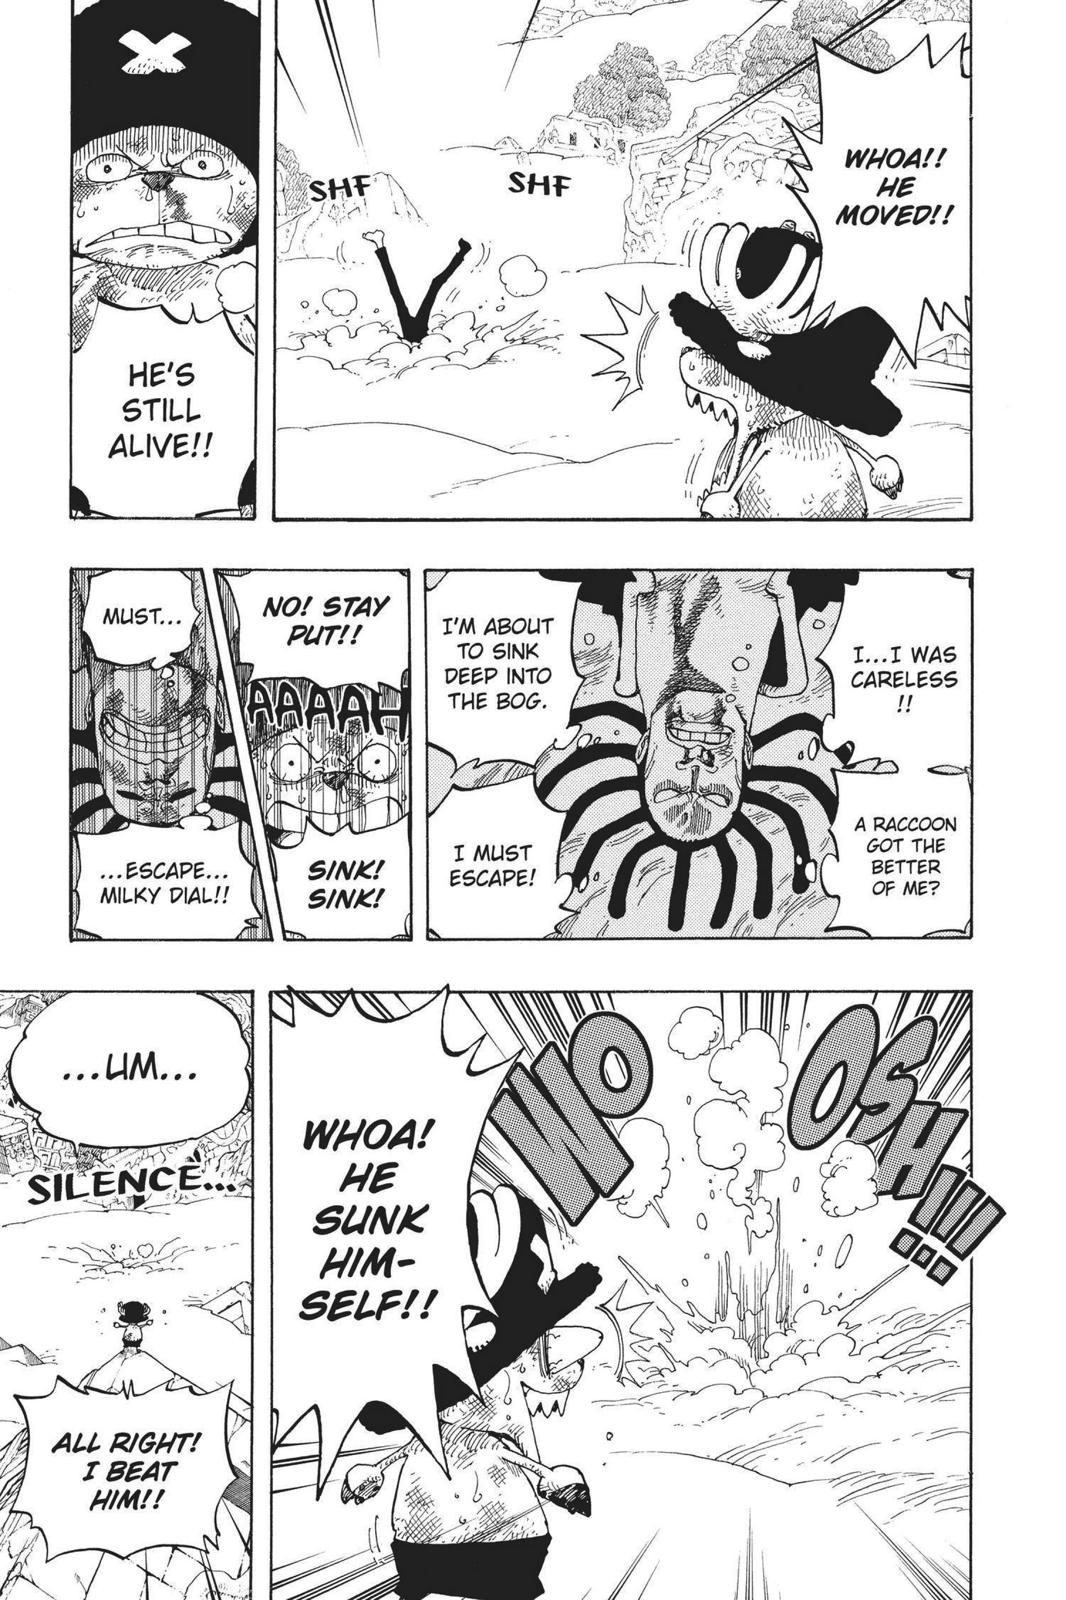 WHOA!!
HE
MOVED!!
SHF
SHF
HE'S
STILL
ALIVE!!
I...I WAS
CARELESS
!!
A RACCOON
GOT THE
BETTER
OF ME?
I'M ABOUT
TO SINK
DEEP INTO
THE BOG.
I MUST
ESCAPE!
NO! STAY
PUT!!
AAAAAH
SINK!
SINK!
MUST...
...ESCAPE...
MILKY DIAL!!
WOOSH!!!
WHOA!
HE
SUNK
HIM-
SELF!!
...UM...
SILENCE...
ALL RIGHT!
I BEAT
HIM!!